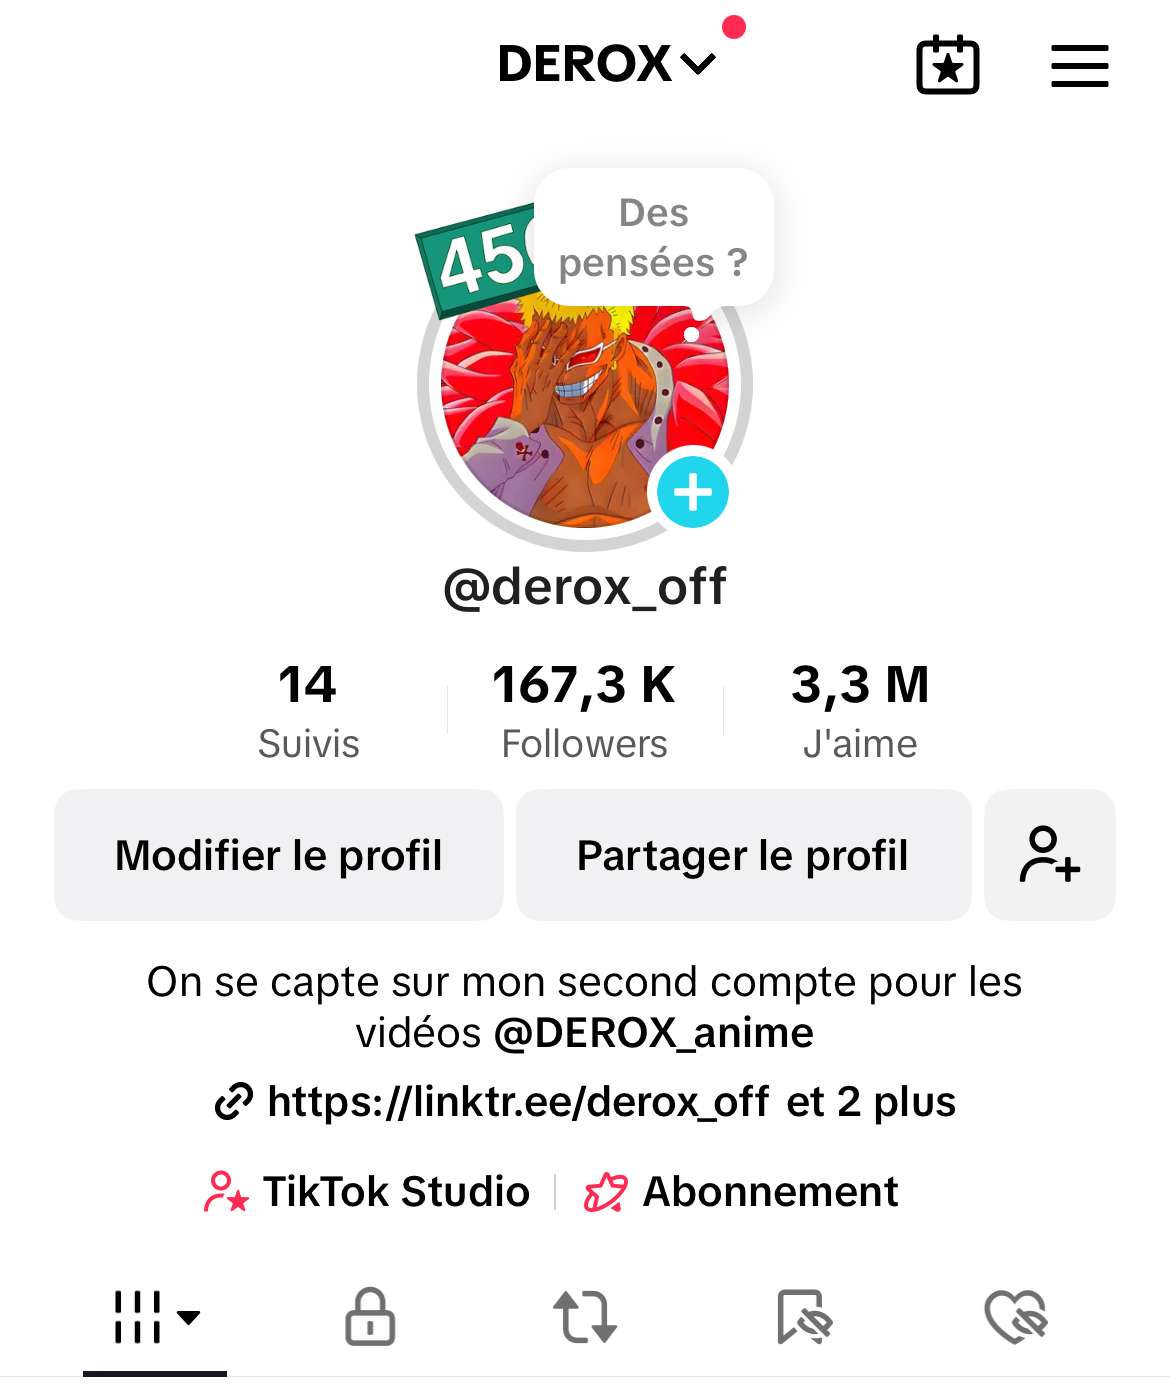 DEROX
Des
pensées ?
@derox_off
14
167,3 K
3,3 M
Suivis
Followers
J'aime
Modifier le profil
Partager le profil
On se capte sur mon second compte pour les
vidéos @DEROX_anime
https://linktr.ee/derox_off et 2 plus
TikTok Studio
Abonnement